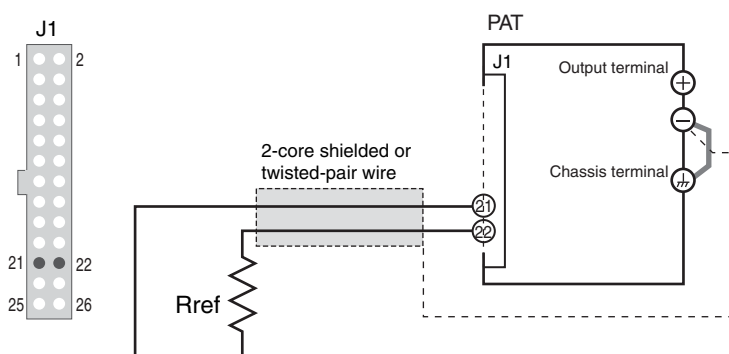 J1
1 2
21 22
25 26
PAT
J1
Output terminal
+
−
Chassis terminal
2-core shielded or
twisted-pair wire
21
22
Rref